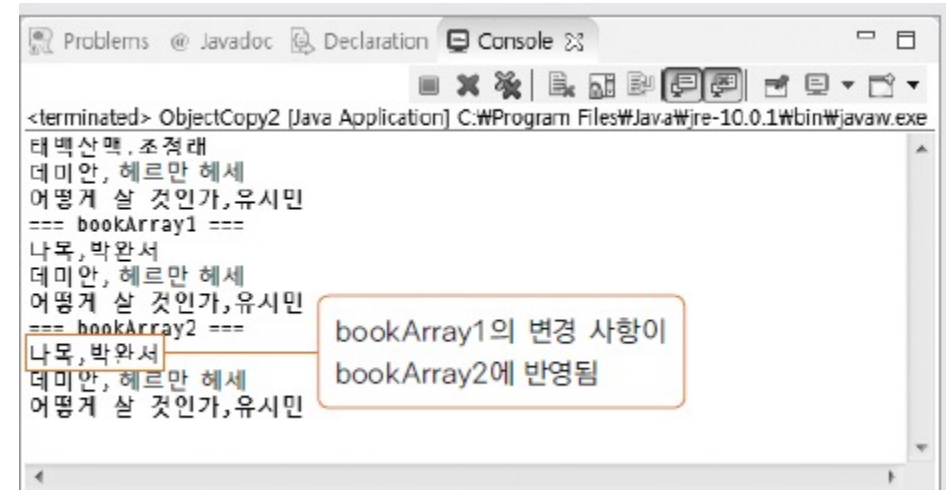 Problems @ Javadoc Declaration Console
<terminated> ObjectCopy2 [Java Application] C:₩Program Files₩Java₩jre-10.0.1₩bin₩javaw.exe
태백산맥,조정래
데미안, 헤르만 헤세
어떻게 살 것인가,유시민
=== bookArray1 ===
나목,박완서
데미안, 헤르만 헤세
어떻게 살 것인가,유시민
=== bookArray2 ===
나목,박완서
데미안, 헤르만 헤세
어떻게 살 것인가,유시민
bookArray1의 변경 사항이
bookArray2에 반영됨